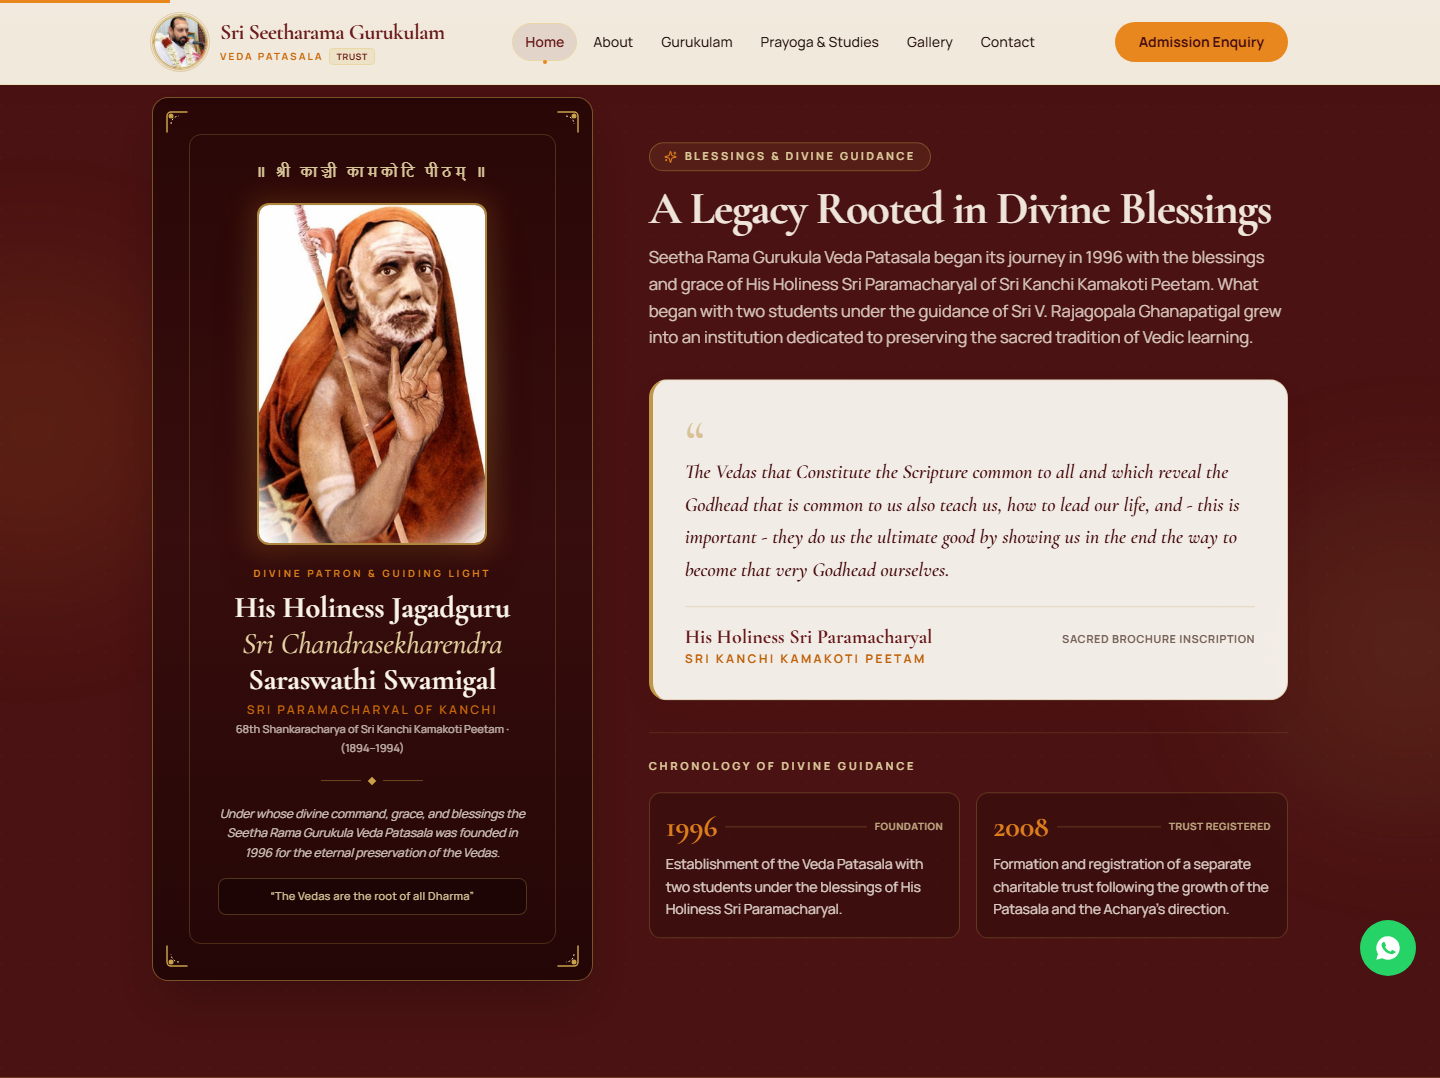 Sri Seetharama Gurukulam
VEDA PATASALA TRUST
Home About Gurukulam Prayoga & Studies Gallery Contact
Admission Enquiry
॥ श्री काञ्ची कामकोटि पीठम् ॥
DIVINE PATRON & GUIDING LIGHT
His Holiness Jagadguru
Sri Chandrasekharendra
Saraswathi Swamigal
SRI PARAMACHARYAL OF KANCHI
68th Shankaracharya of Sri Kanchi Kamakoti Peetam ·
(1894–1994)
Under whose divine command, grace, and blessings the
Seetha Rama Gurukula Veda Patasala was founded in
1996 for the eternal preservation of the Vedas.
“The Vedas are the root of all Dharma”
BLESSINGS & DIVINE GUIDANCE
A Legacy Rooted in Divine Blessings
Seetha Rama Gurukula Veda Patasala began its journey in 1996 with the blessings
and grace of His Holiness Sri Paramacharyal of Sri Kanchi Kamakoti Peetam. What
began with two students under the guidance of Sri V. Rajagopala Ghanapatigal grew
into an institution dedicated to preserving the sacred tradition of Vedic learning.
“
The Vedas that Constitute the Scripture common to all and which reveal the
Godhead that is common to us also teach us, how to lead our life, and - this is
important - they do us the ultimate good by showing us in the end the way to
become that very Godhead ourselves.
His Holiness Sri Paramacharyal
SRI KANCHI KAMAKOTI PEETAM
SACRED BROCHURE INSCRIPTION
CHRONOLOGY OF DIVINE GUIDANCE
1996 FOUNDATION
Establishment of the Veda Patasala with
two students under the blessings of His
Holiness Sri Paramacharyal.
2008 TRUST REGISTERED
Formation and registration of a separate
charitable trust following the growth of the
Patasala and the Acharya’s direction.